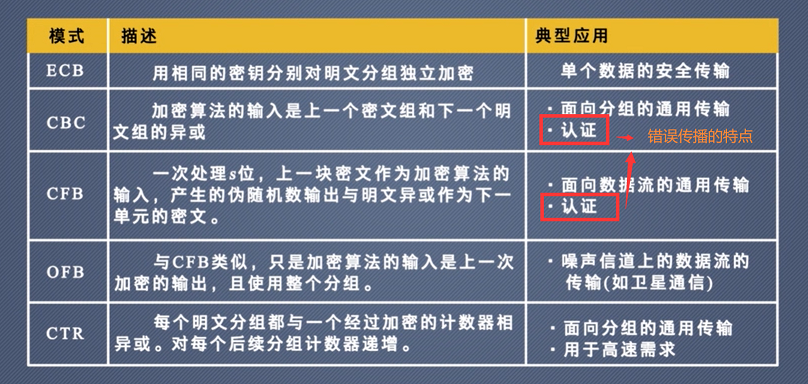 模式 描述 典型应用
ECB 用相同的密钥分别对明文分组独立加密 单个数据的安全传输
CBC 加密算法的输入是上一个密文组和下一个明
文组的异或
·面向分组的通用传输
·认证
错误传播的特点
CFB 一次处理s位，上一块密文作为加密算法的
输入，产生的伪随机数输出与明文异或作为下一
单元的密文。
·面向数据流的通用传输
·认证
OFB 与CFB类似，只是加密算法的输入是上一次
加密的输出，且使用整个分组。
·噪声信道上的数据流的
传输(如卫星通信)
CTR 每个明文分组都与一个经过加密的计数器相
异或。对每个后续分组计数器递增。
·面向分组的通用传输
·用于高速需求